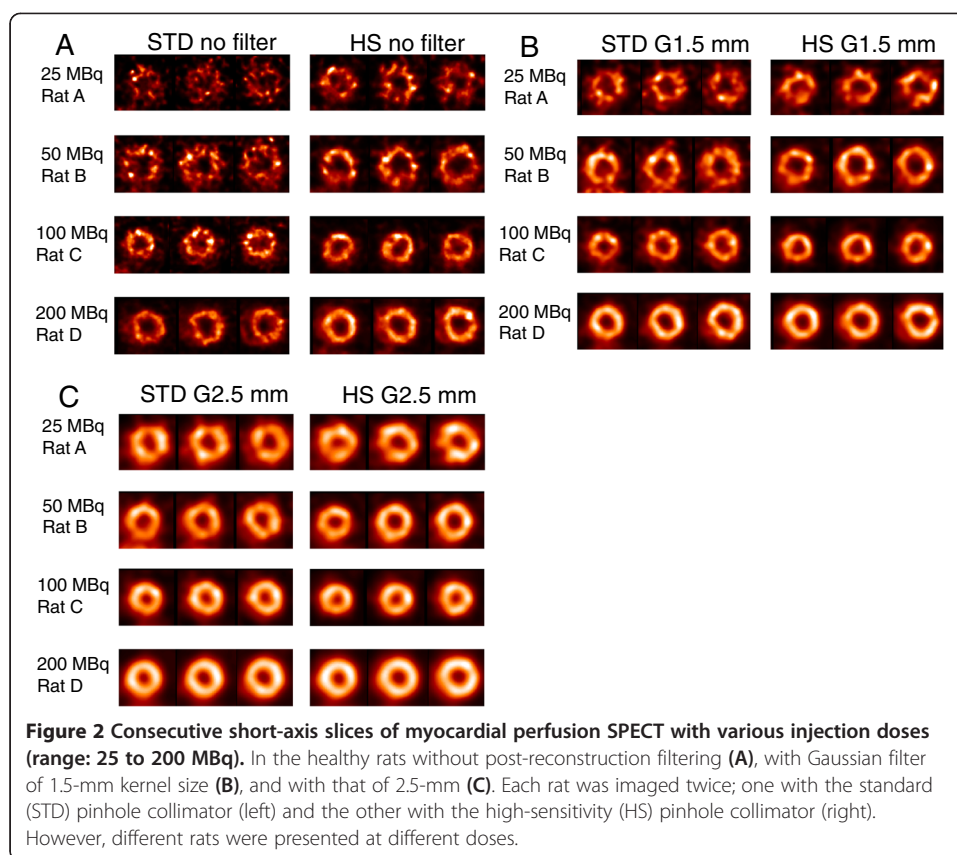 A
STD no filter
HS no filter
25 MBq
Rat A
50 MBq
Rat B
100 MBq
Rat C
200 MBq
Rat D
B
STD G1.5 mm
HS G1.5 mm
25 MBq
Rat A
50 MBq
Rat B
100 MBq
Rat C
200 MBq
Rat D
C
STD G2.5 mm
HS G2.5 mm
25 MBq
Rat A
50 MBq
Rat B
100 MBq
Rat C
200 MBq
Rat D
Figure 2 Consecutive short-axis slices of myocardial perfusion SPECT with various injection doses
(range: 25 to 200 MBq). In the healthy rats without post-reconstruction filtering (A), with Gaussian filter
of 1.5-mm kernel size (B), and with that of 2.5-mm (C). Each rat was imaged twice; one with the standard
(STD) pinhole collimator (left) and the other with the high-sensitivity (HS) pinhole collimator (right).
However, different rats were presented at different doses.